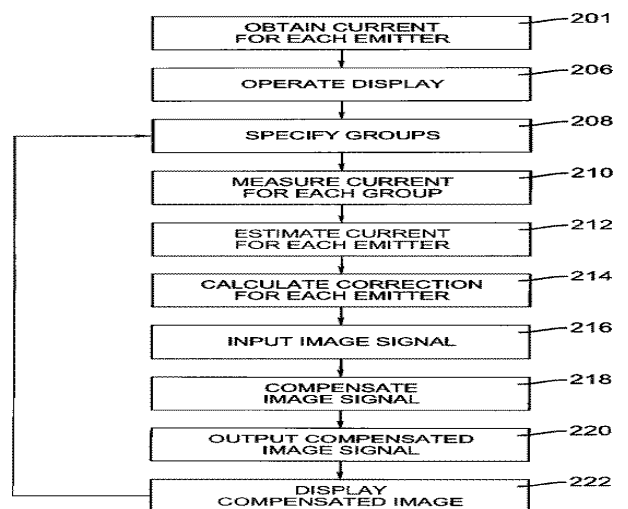 OBTAIN CURRENT
FOR EACH EMITTER
201
OPERATE DISPLAY
206
SPECIFY GROUPS
208
MEASURE CURRENT
FOR EACH GROUP
210
ESTIMATE CURRENT
FOR EACH EMITTER
212
CALCULATE CORRECTION
FOR EACH EMITTER
214
INPUT IMAGE SIGNAL
216
COMPENSATE
IMAGE SIGNAL
218
OUTPUT COMPENSATED
IMAGE SIGNAL
220
DISPLAY
COMPENSATED IMAGE
222